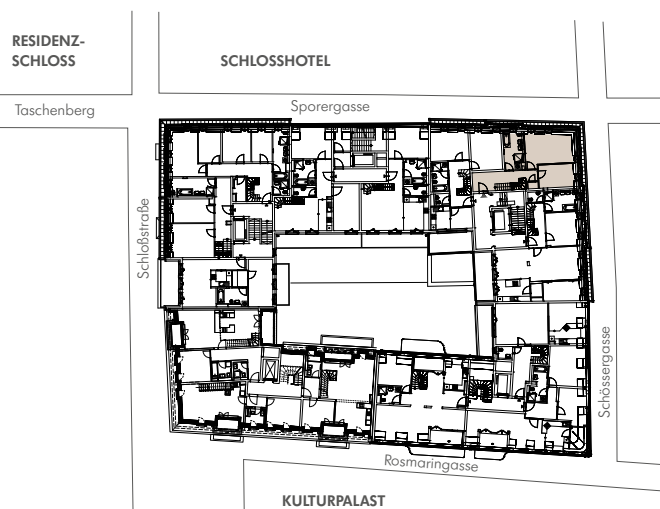 RESIDENZ-
SCHLOSS
SCHLOSSHOTEL
Taschenberg
Sporergasse
Schloßstraße
Schössergasse
Rosmaringasse
KULTURPALAST